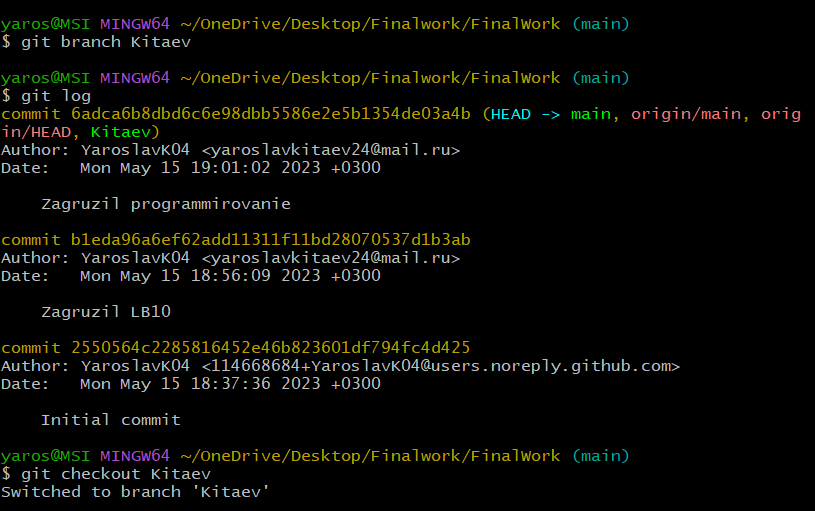 yaros@MSI MINGW64 ~/OneDrive/Desktop/Finalwork/FinalWork (main)
$ git branch Kitaev
yaros@MSI MINGW64 ~/OneDrive/Desktop/Finalwork/FinalWork (main)
$ git log
commit 6adca6b8dbd6c6e98dbb5586e2e5b1354de03a4b (HEAD -> main, origin/main, orig
in/HEAD, Kitaev)
Author: YaroslavK04 <yaroslavkitaev24@mail.ru>
Date:   Mon May 15 19:01:02 2023 +0300
    Zagruzil programmirovanie
commit b1eda96a6ef62add11311f11bd28070537d1b3ab
Author: YaroslavK04 <yaroslavkitaev24@mail.ru>
Date:   Mon May 15 18:56:09 2023 +0300
    Zagruzil LB10
commit 2550564c2285816452e46b823601df794fc4d425
Author: YaroslavK04 <114668684+YaroslavK04@users.noreply.github.com>
Date:   Mon May 15 18:37:36 2023 +0300
    Initial commit
yaros@MSI MINGW64 ~/OneDrive/Desktop/Finalwork/FinalWork (main)
$ git checkout Kitaev
Switched to branch 'Kitaev'